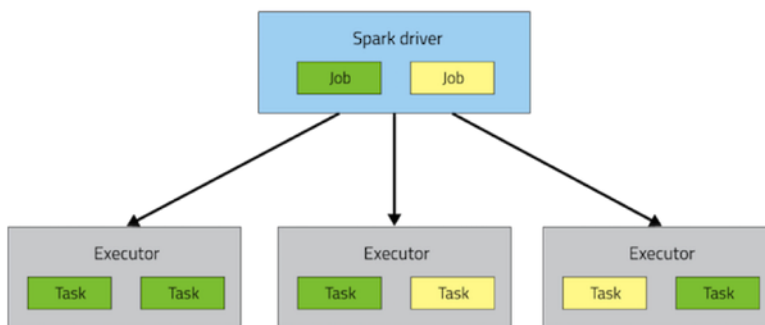 Spark driver
Job Job
Executor Executor Executor
Task Task Task Task Task Task